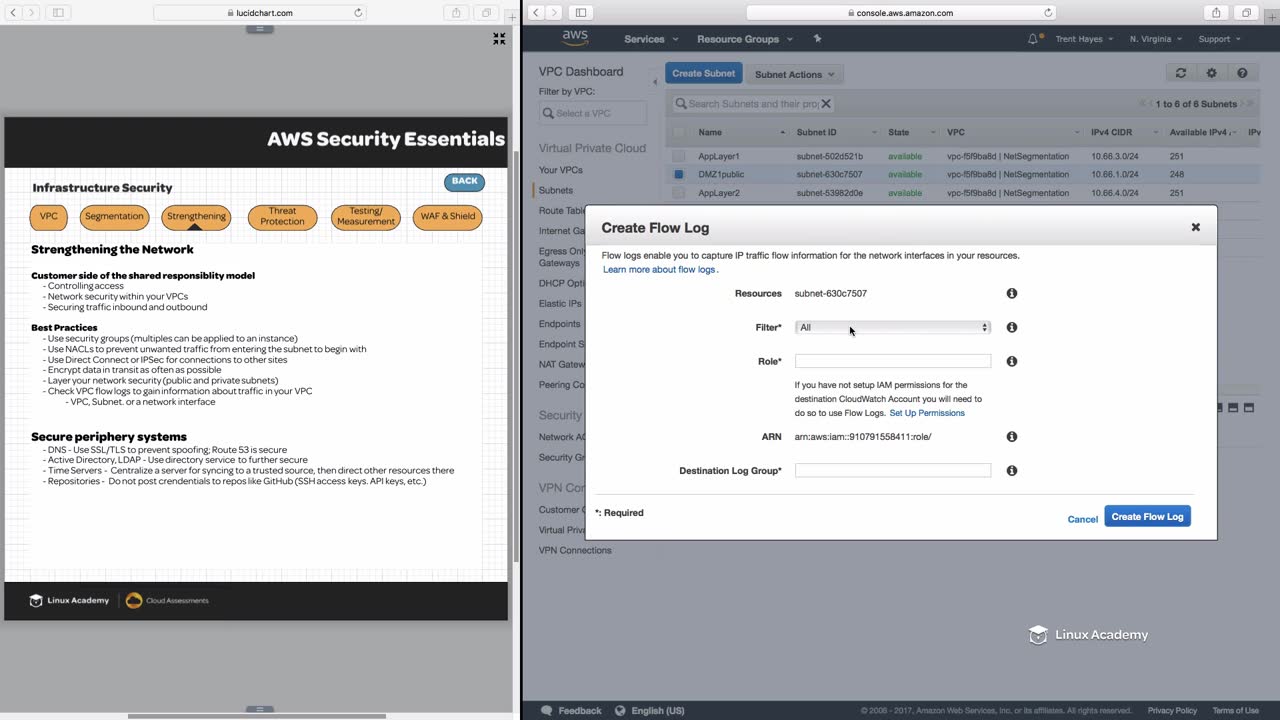 lucidchart.com
AWS Security Essentials
Infrastructure Security
BACK
VPC
Segmentation
Strengthening
Threat
Protection
Testing/
Measurement
WAF & Shield
Strengthening the Network
Customer side of the shared responsiblity model
- Controlling access
- Network security within your VPCs
- Securing traffic inbound and outbound
Best Practices
- Use security groups (multiples can be applied to an instance)
- Use NACLs to prevent unwanted traffic from entering the subnet to begin with
- Use Direct Connect or IPSec for connections to other sites
- Encrypt data in transit as often as possible
- Layer your network security (public and private subnets)
- Check VPC flow logs to gain information about traffic in your VPC
- VPC, Subnet. or a network interface
Secure periphery systems
- DNS - Use SSL/TLS to prevent spoofing; Route 53 is secure
- Active Directory, LDAP - Use directory service to further secure
- Time Servers - Centralize a server for syncing to a trusted source, then direct other resources there
- Repositories - Do not post crendentials to repos like GitHub (SSH access keys. API keys, etc.)
Linux Academy
Cloud Assessments
console.aws.amazon.com
aws
Services
Resource Groups
Trent Hayes
N. Virginia
Support
VPC Dashboard
Filter by VPC:
Select a VPC
Virtual Private Cloud
Your VPCs
Subnets
Route Table
Internet Ga
Egress Only
Gateways
DHCP Opti
Elastic IPs
Endpoints
Endpoint S
NAT Gatew
Peering Co
Security
Network AC
Security Gr
VPN Con
Customer G
Virtual Priva
VPN Connections
Create Subnet
Subnet Actions
Search Subnets and their prop
1 to 6 of 6 Subnets
Name
Subnet ID
State
VPC
IPv4 CIDR
Available IPv4
IPv
AppLayer1 subnet-502d521b available vpc-f5f9ba8d | NetSegmentation 10.66.3.0/24 251
DMZ1public subnet-630c7507 available vpc-f5f9ba8d | NetSegmentation 10.66.1.0/24 248
AppLayer2 subnet-53982d0e available vpc-f5f9ba8d | NetSegmentation 10.66.4.0/24 251
Create Flow Log
Flow logs enable you to capture IP traffic flow information for the network interfaces in your resources.
Learn more about flow logs.
Resources subnet-630c7507
Filter* All
Role*
If you have not setup IAM permissions for the
destination CloudWatch Account you will need to
do so to use Flow Logs. Set Up Permissions
ARN arn:aws:iam::910791558411:role/
Destination Log Group*
*: Required
Cancel
Create Flow Log
Linux Academy
Feedback
English (US)
© 2008 - 2017, Amazon Web Services, Inc. or its affiliates. All rights reserved.
Privacy Policy
Terms of Use